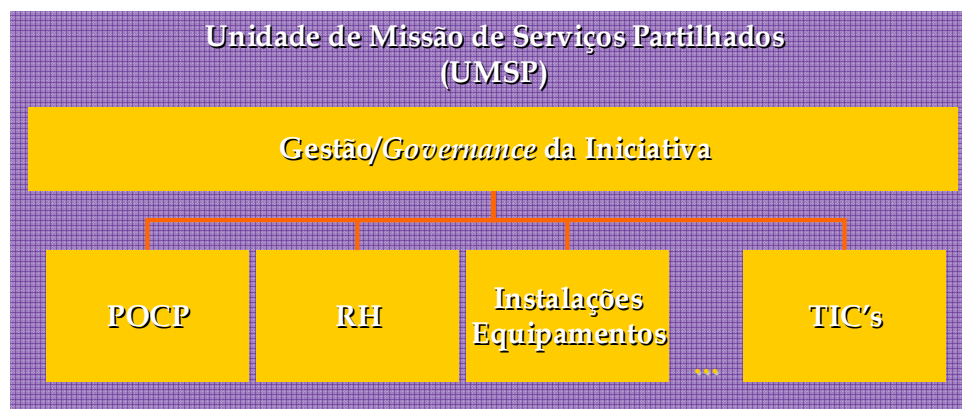 Unidade de Missão de Serviços Partilhados
(UMSP)
Gestão/Governance da Iniciativa
POCP
RH
Instalações
Equipamentos
...
TIC's